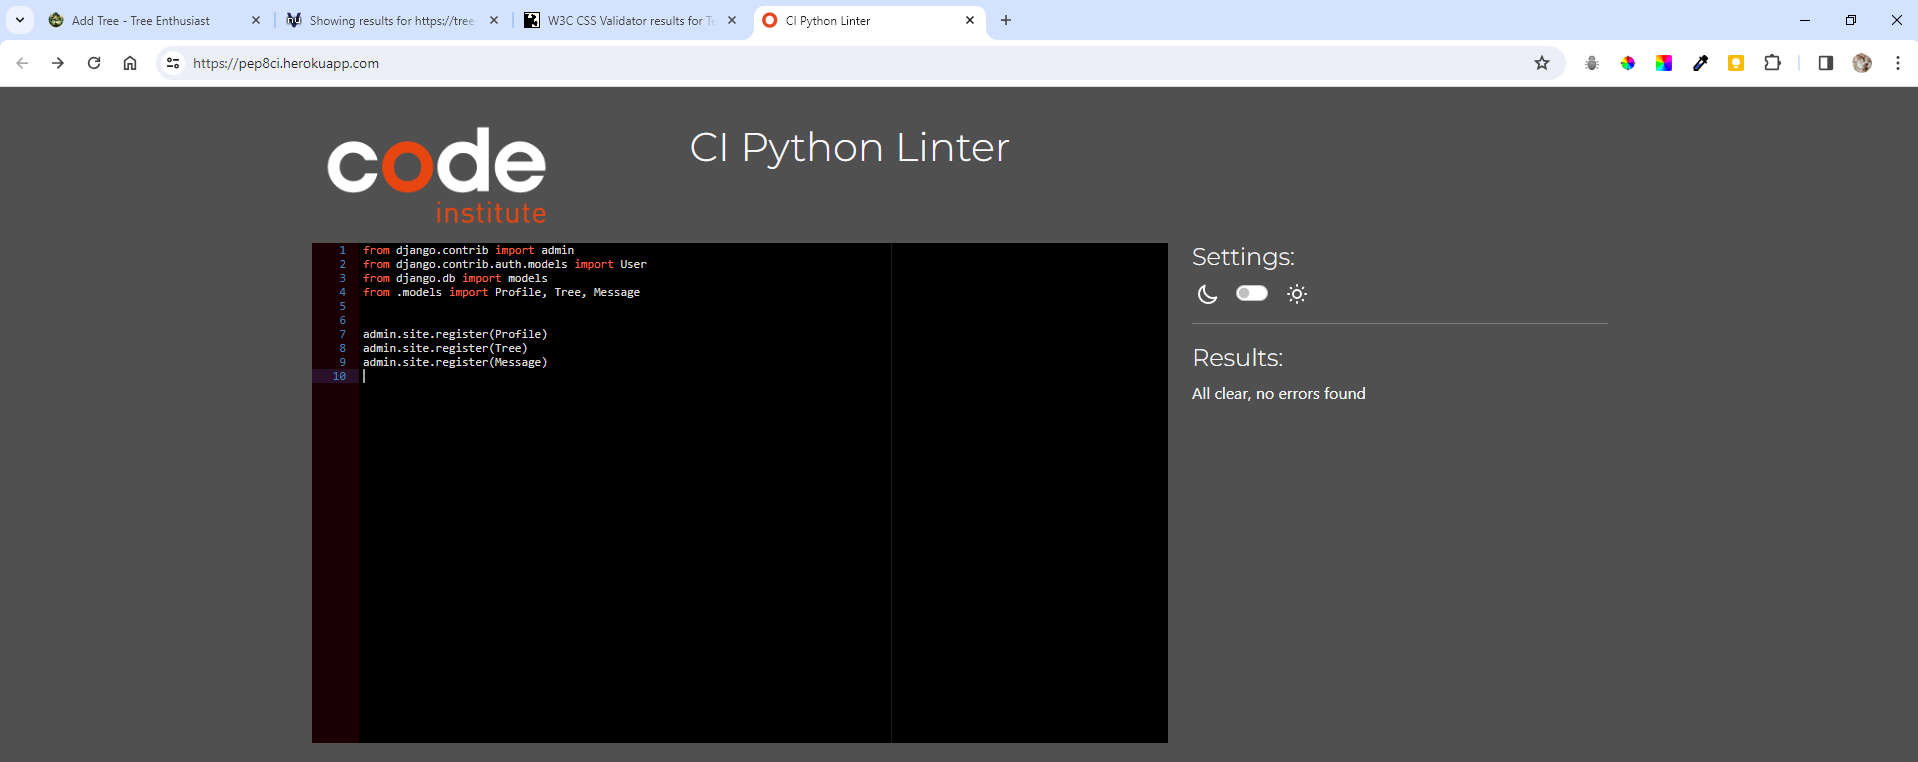 Add Tree - Tree Enthusiast
Showing results for https://tree
W3C CSS Validator results for Te
CI Python Linter
https://pep8ci.herokuapp.com
code
institute
CI Python Linter
1 from django.contrib import admin
2 from django.contrib.auth.models import User
3 from django.db import models
4 from .models import Profile, Tree, Message
5
6
7 admin.site.register(Profile)
8 admin.site.register(Tree)
9 admin.site.register(Message)
10
Settings:
Results:
All clear, no errors found